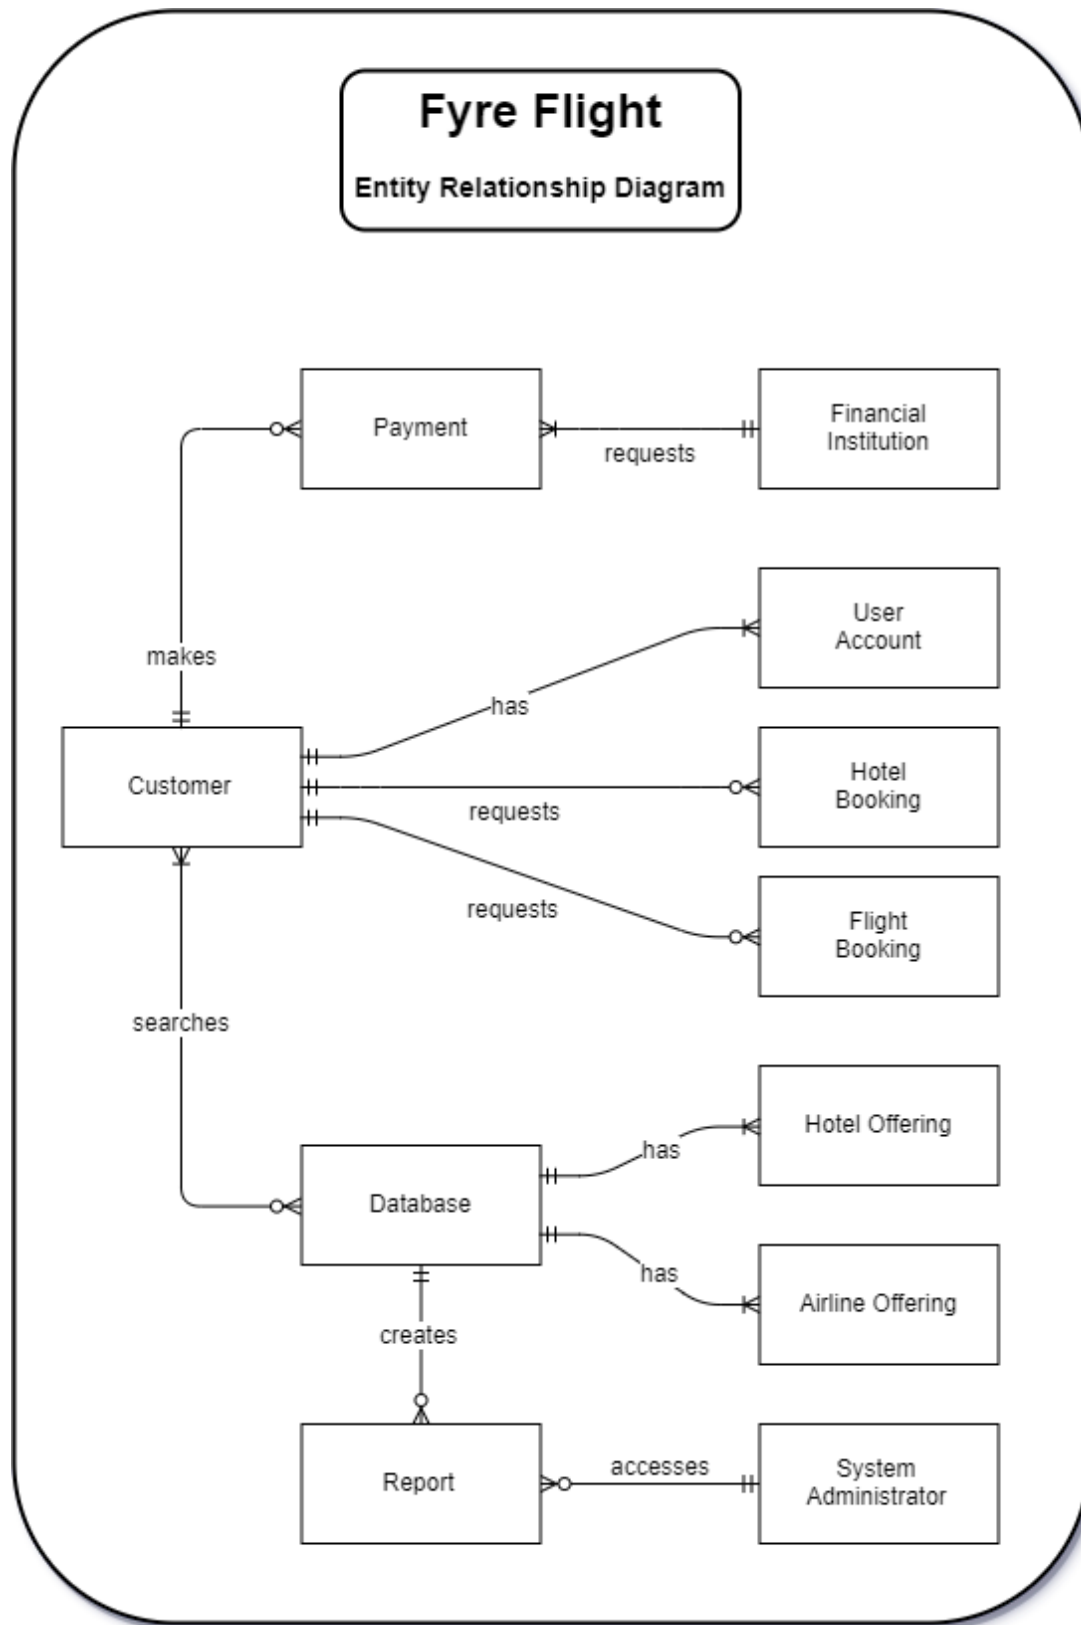 Fyre Flight
Entity Relationship Diagram
Payment
Financial
Institution
requests
User
Account
makes
has
Customer
Hotel
Booking
requests
requests
Flight
Booking
searches
Hotel Offering
has
Database
has
Airline Offering
creates
accesses
Report
System
Administrator